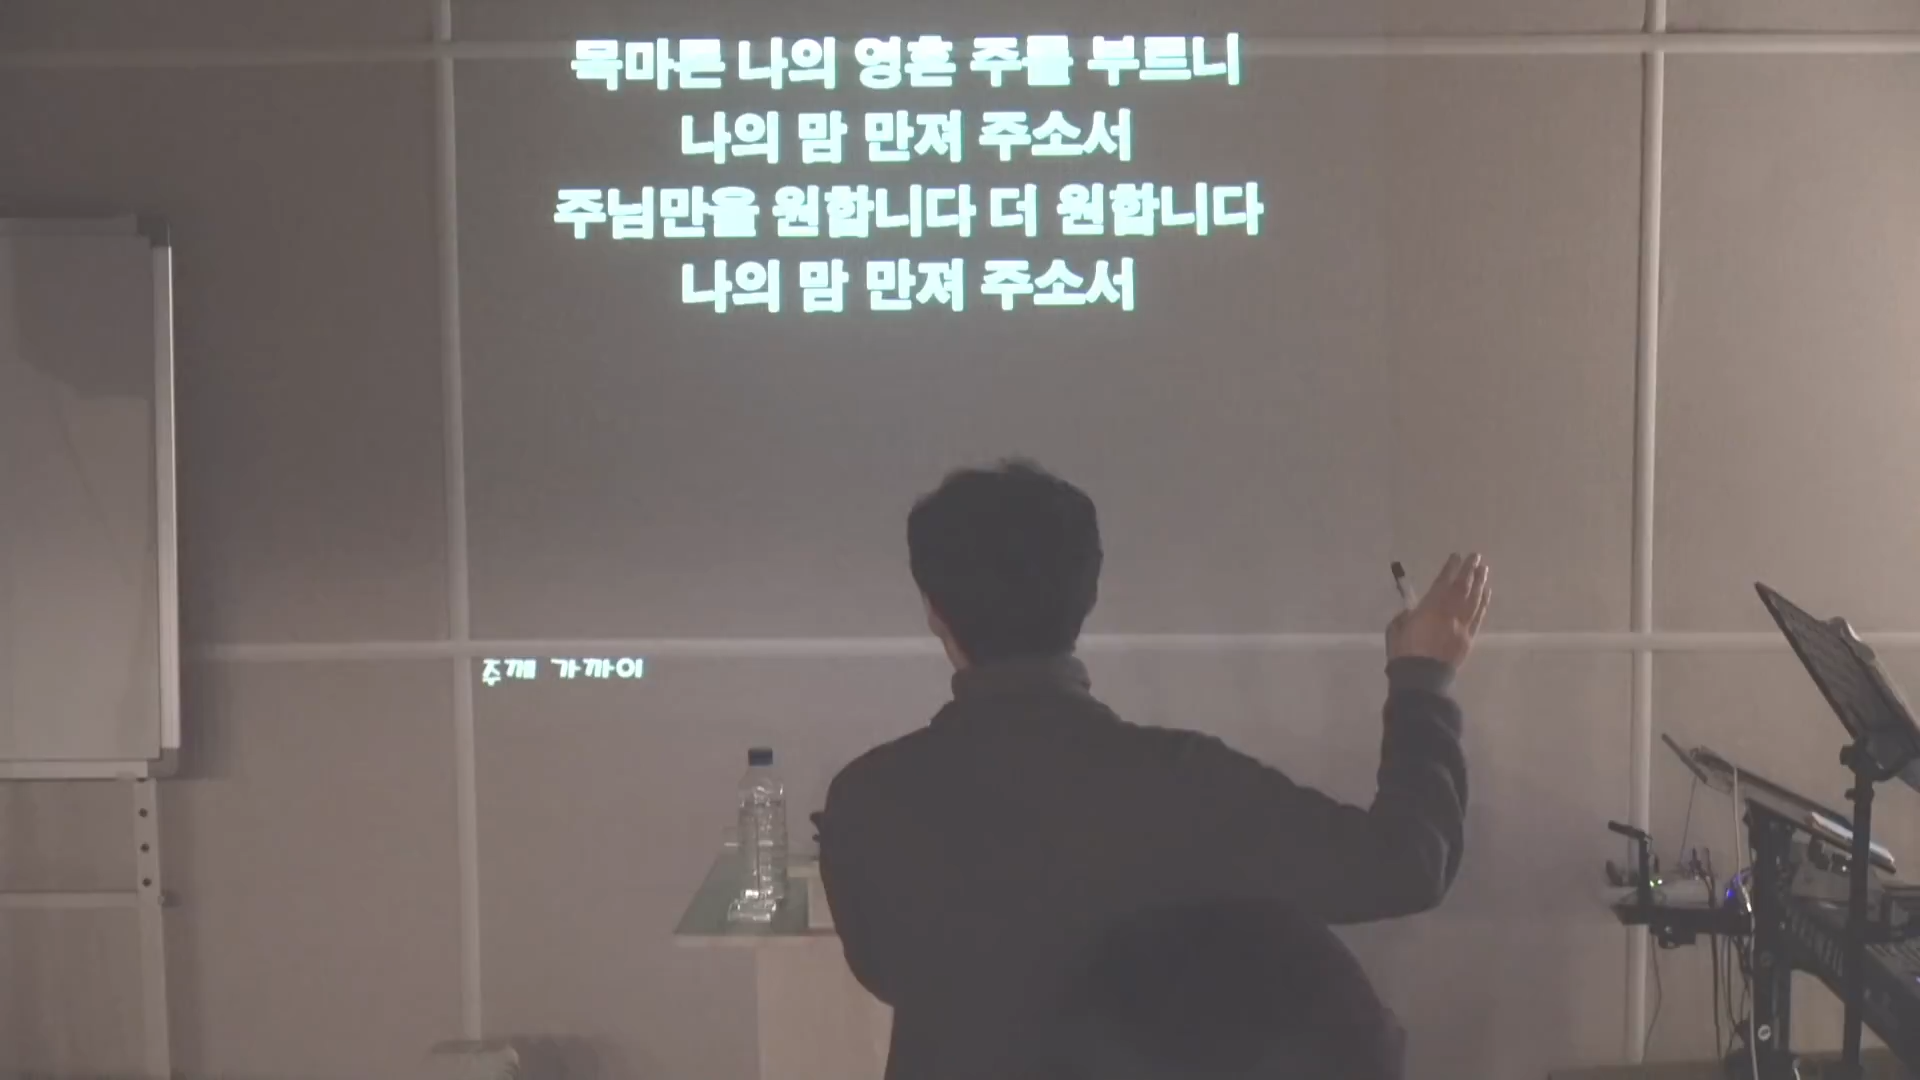 목마른 나의 영혼 주를 부르니
나의 맘 만져 주소서
주님만을 원합니다 더 원합니다
나의 맘 만져 주소서
주께 가까이